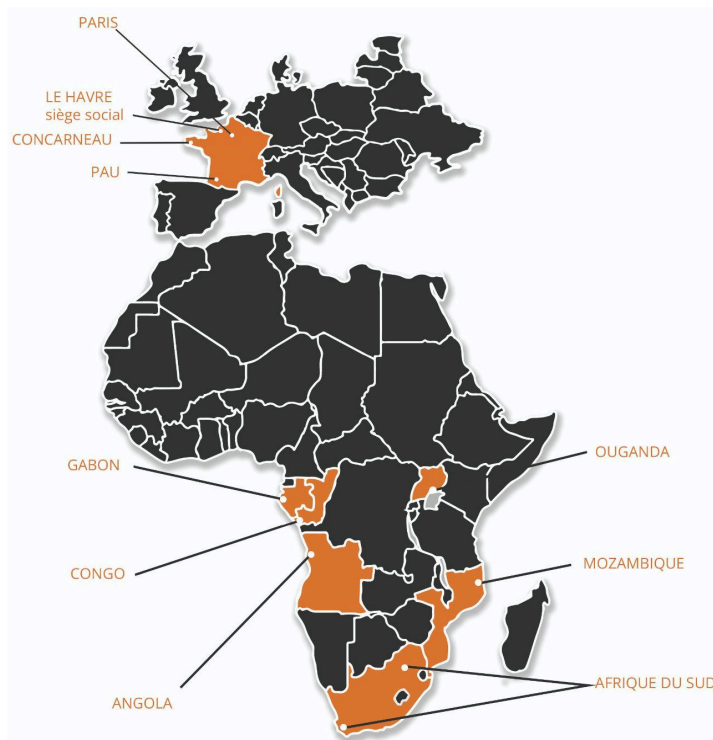 PARIS
LE HAVRE
siège social
CONCARNEAU
PAU
GABON
OUGANDA
CONGO
MOZAMBIQUE
ANGOLA
AFRIQUE DU SUD